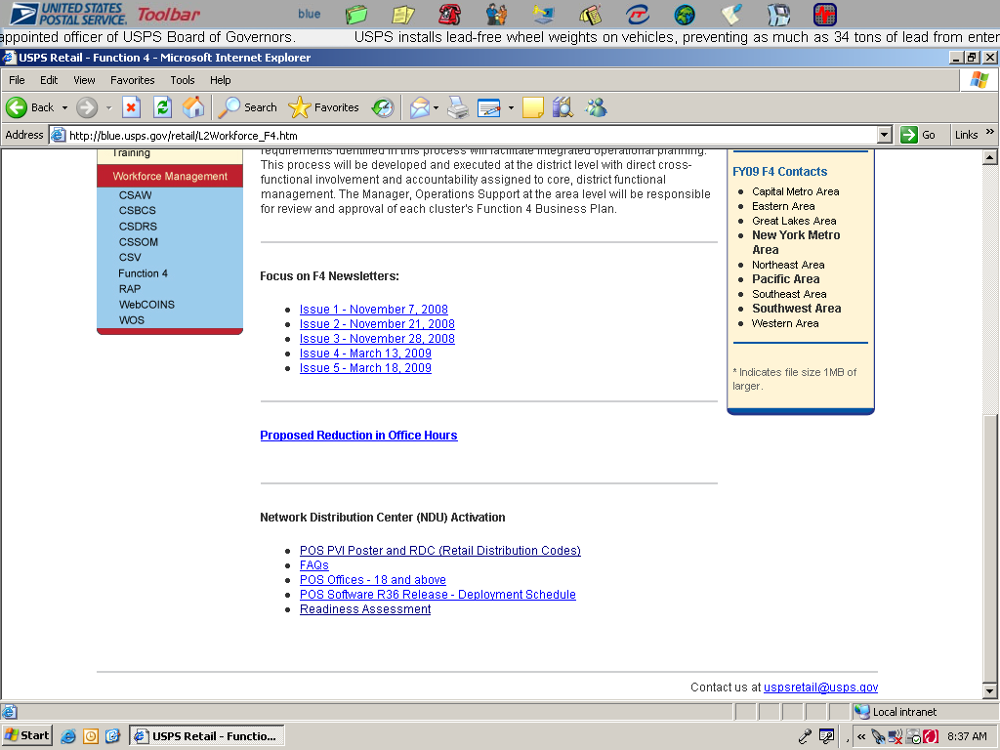 UNITED STATES
POSTAL SERVICE
Toolbar
blue
appointed officer of USPS Board of Governors. USPS installs lead-free wheel weights on vehicles, preventing as much as 34 tons of lead from enter
USPS Retail - Function 4 - Microsoft Internet Explorer
File Edit View Favorites Tools Help
Back Search Favorites
Address http://blue.usps.gov/retail/L2Workforce_F4.htm Go Links »
Training
Workforce Management
CSAW
CSBCS
CSDRS
CSSOM
CSV
Function 4
RAP
WebCOINS
WOS
requirements identified in this process will facilitate integrated operational planning.
This process will be developed and executed at the district level with direct cross-
functional involvement and accountability assigned to core, district functional
management. The Manager, Operations Support at the area level will be responsible
for review and approval of each cluster's Function 4 Business Plan.
Focus on F4 Newsletters:
Issue 1 - November 7, 2008
Issue 2 - November 21, 2008
Issue 3 - November 28, 2008
Issue 4 - March 13, 2009
Issue 5 - March 18, 2009
Proposed Reduction in Office Hours
Network Distribution Center (NDU) Activation
POS PVI Poster and RDC (Retail Distribution Codes)
FAQs
POS Offices - 18 and above
POS Software R36 Release - Deployment Schedule
Readiness Assessment
FY09 F4 Contacts
Capital Metro Area
Eastern Area
Great Lakes Area
New York Metro
Area
Northeast Area
Pacific Area
Southeast Area
Southwest Area
Western Area
* Indicates file size 1MB of
larger.
Contact us at uspsretail@usps.gov
Local intranet
Start USPS Retail - Functio... « 8:37 AM